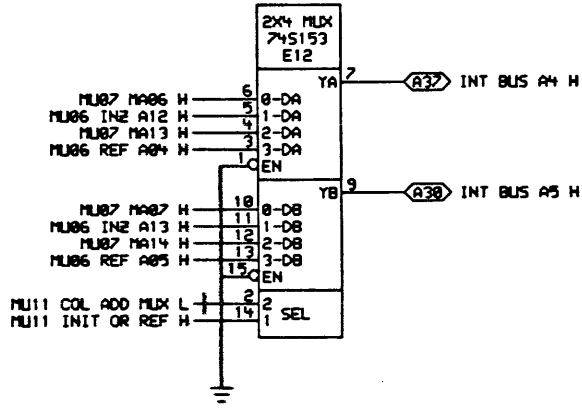 2X4 MUX
74S153
E12
YA 7 A37 INT BUS A4 H
MU07 MA06 H 6 0-DA
MU06 INZ A12 H 5 1-DA
MU07 MA13 H 4 2-DA
MU06 REF A04 H 3 3-DA
1 EN
YB 9 A30 INT BUS A5 H
MU07 MA07 H 10 0-DB
MU06 INZ A13 H 11 1-DB
MU07 MA14 H 12 2-DB
MU06 REF A05 H 13 3-DB
15 EN
MU11 COL ADD MUX L 2 2
SEL
MU11 INIT OR REF H 14 1